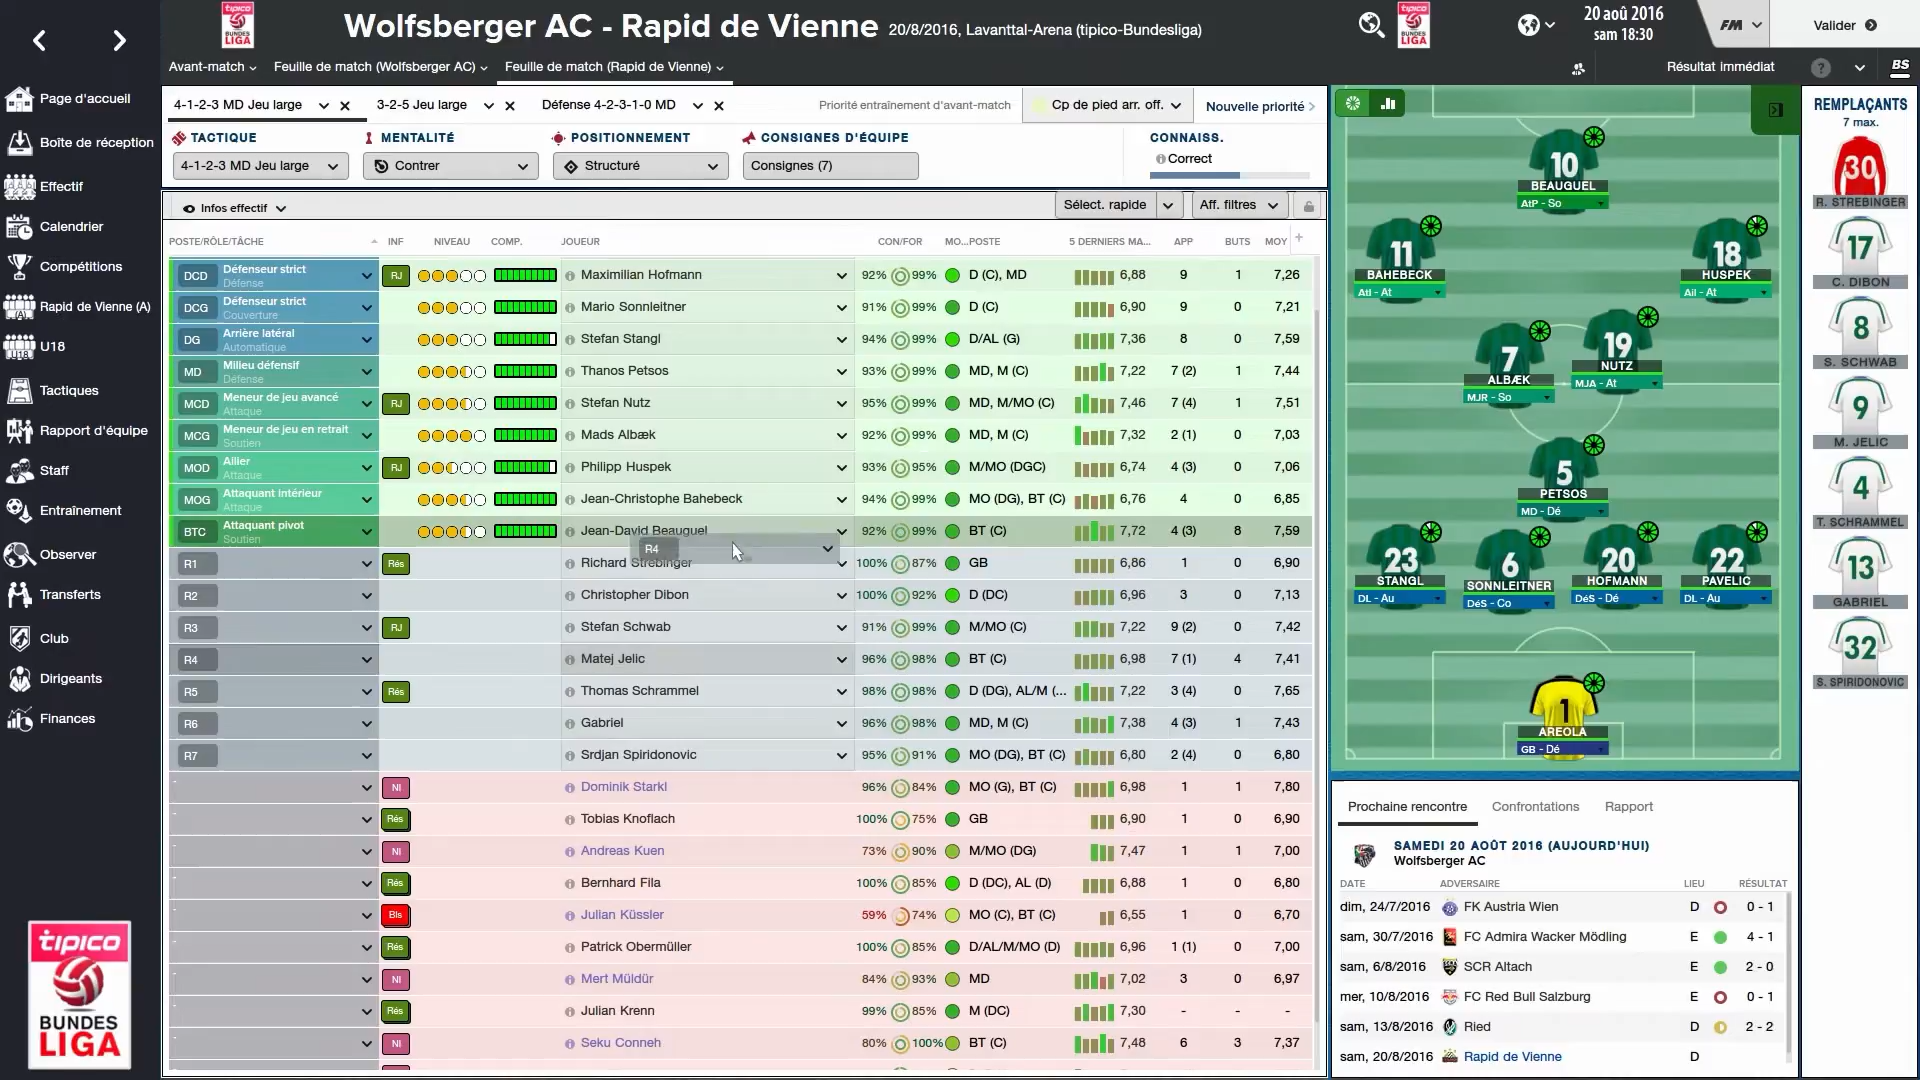 tipico
BUNDES
LIGA
Wolfsberger AC - Rapid de Vienne 20/8/2016, Lavanttal-Arena (tipico-Bundesliga)
tipico
BUNDES
LIGA
20 aoû 2016
sam 18:30
FM
Valider
Avant-match
Feuille de match (Wolfsberger AC)
Feuille de match (Rapid de Vienne)
Résultat immédiat
?
BS
Page d'accueil
Boîte de réception
Effectif
Calendrier
Compétitions
Rapid de Vienne (A)
U18
Tactiques
Rapport d'équipe
Staff
Entraînement
Observer
Transferts
Club
Dirigeants
Finances
tipico
BUNDES
LIGA
4-1-2-3 MD Jeu large
3-2-5 Jeu large
Défense 4-2-3-1-0 MD
Priorité entraînement d'avant-match
Cp de pied arr. off.
Nouvelle priorité
TACTIQUE
MENTALITÉ
POSITIONNEMENT
CONSIGNES D'ÉQUIPE
CONNAISS.
4-1-2-3 MD Jeu large
Contrer
Structuré
Consignes (7)
Correct
Infos effectif
Sélect. rapide
Aff. filtres
POSTE/RÔLE/TÂCHE INF NIVEAU COMP. JOUEUR CON/FOR MO... POSTE 5 DERNIERS MA... APP BUTS MOY
DCD Défenseur strict Défense RJ Maximilian Hofmann 92% 99% D (C), MD 6,88 9 1 7,26
DCG Défenseur strict Couverture Mario Sonnleitner 91% 99% D (C) 6,90 9 0 7,21
DG Arrière latéral Automatique Stefan Stangl 94% 99% D/AL (G) 7,36 8 0 7,59
MD Milieu défensif Défense Thanos Petsos 93% 99% MD, M (C) 7,22 7 (2) 1 7,44
MCD Meneur de jeu avancé Attaque RJ Stefan Nutz 95% 99% MD, M/MO (C) 7,46 7 (4) 1 7,51
MCG Meneur de jeu en retrait Soutien Mads Albæk 92% 99% MD, M (C) 7,32 2 (1) 0 7,03
MOD Ailier Attaque RJ Philipp Huspek 93% 95% M/MO (DGC) 6,74 4 (3) 0 7,06
MOG Attaquant intérieur Attaque Jean-Christophe Bahebeck 94% 99% MO (DG), BT (C) 6,76 4 0 6,85
BTC Attaquant pivot Soutien Jean-David Beauguel 92% 99% BT (C) 7,72 4 (3) 8 7,59
R4
R1 Rés Richard Strebinger 100% 87% GB 6,86 1 0 6,90
R2 Christopher Dibon 100% 92% D (DC) 6,96 3 0 7,13
R3 RJ Stefan Schwab 91% 99% M/MO (C) 7,22 9 (2) 0 7,42
R4 Matej Jelic 96% 98% BT (C) 6,98 7 (1) 4 7,41
R5 Rés Thomas Schrammel 98% 98% D (DG), AL/M (... 7,22 3 (4) 0 7,65
R6 Gabriel 96% 98% MD, M (C) 7,38 4 (3) 1 7,43
R7 Srdjan Spiridonovic 95% 91% MO (DG), BT (C) 6,80 2 (4) 0 6,80
- NI Dominik Starkl 96% 84% MO (G), BT (C) 6,98 1 1 7,80
- Rés Tobias Knoflach 100% 75% GB 6,90 1 0 6,90
- NI Andreas Kuen 73% 90% M/MO (DG) 7,47 1 1 7,00
- Rés Bernhard Fila 100% 85% D (DC), AL (D) 6,88 1 0 6,80
- Bls Julian Küssler 59% 74% MO (C), BT (C) 6,55 1 0 6,70
- Rés Patrick Obermüller 100% 85% D/AL/M/MO (D) 6,96 1 (1) 0 7,00
- NI Mert Müldür 84% 93% MD 7,02 3 0 6,97
- Rés Julian Krenn 99% 85% M (DC) 7,30 - - -
- NI Seku Conneh 80% 100% BT (C) 7,48 6 3 7,37
10
BEAUGUEL
AtP - So
11
BAHEBECK
AtI - At
18
HUSPEK
Ail - At
7
ALBÆK
MJR - So
19
NUTZ
MJA - At
5
PETSOS
MD - Dé
23
STANGL
DL - Au
6
SONNLEITNER
DéS - Co
20
HOFMANN
DéS - Dé
22
PAVELIC
DL - Au
1
AREOLA
GB - Dé
REMPLAÇANTS
7 max.
30
R. STREBINGER
17
C. DIBON
8
S. SCHWAB
9
M. JELIC
4
T. SCHRAMMEL
13
GABRIEL
32
S. SPIRIDONOVIC
Prochaine rencontre
Confrontations
Rapport
SAMEDI 20 AOÛT 2016 (AUJOURD'HUI)
Wolfsberger AC
DATE ADVERSAIRE LIEU RÉSULTAT
dim, 24/7/2016 FK Austria Wien D 0 - 1
sam, 30/7/2016 FC Admira Wacker Mödling E 4 - 1
sam, 6/8/2016 SCR Altach E 2 - 0
mer, 10/8/2016 FC Red Bull Salzburg E 0 - 1
sam, 13/8/2016 Ried D 2 - 2
sam, 20/8/2016 Rapid de Vienne D